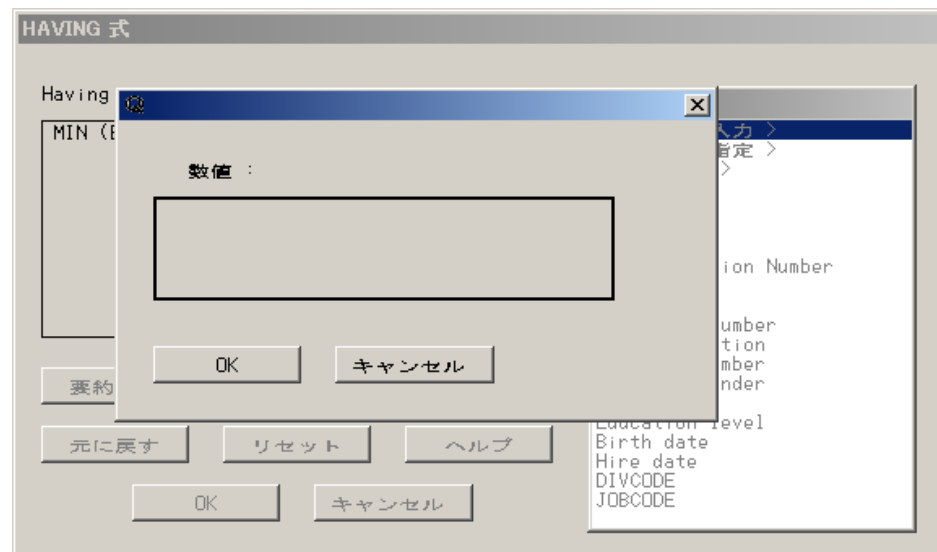 HAVING 式
Having
MIN (
数値 :
OK
キャンセル
入力 >
指定 >
>
ion Number
umber
tion
mber
nder
Education level
Birth date
Hire date
DIVCODE
JOBCODE
要約
元に戻す
リセット
ヘルプ
OK
キャンセル